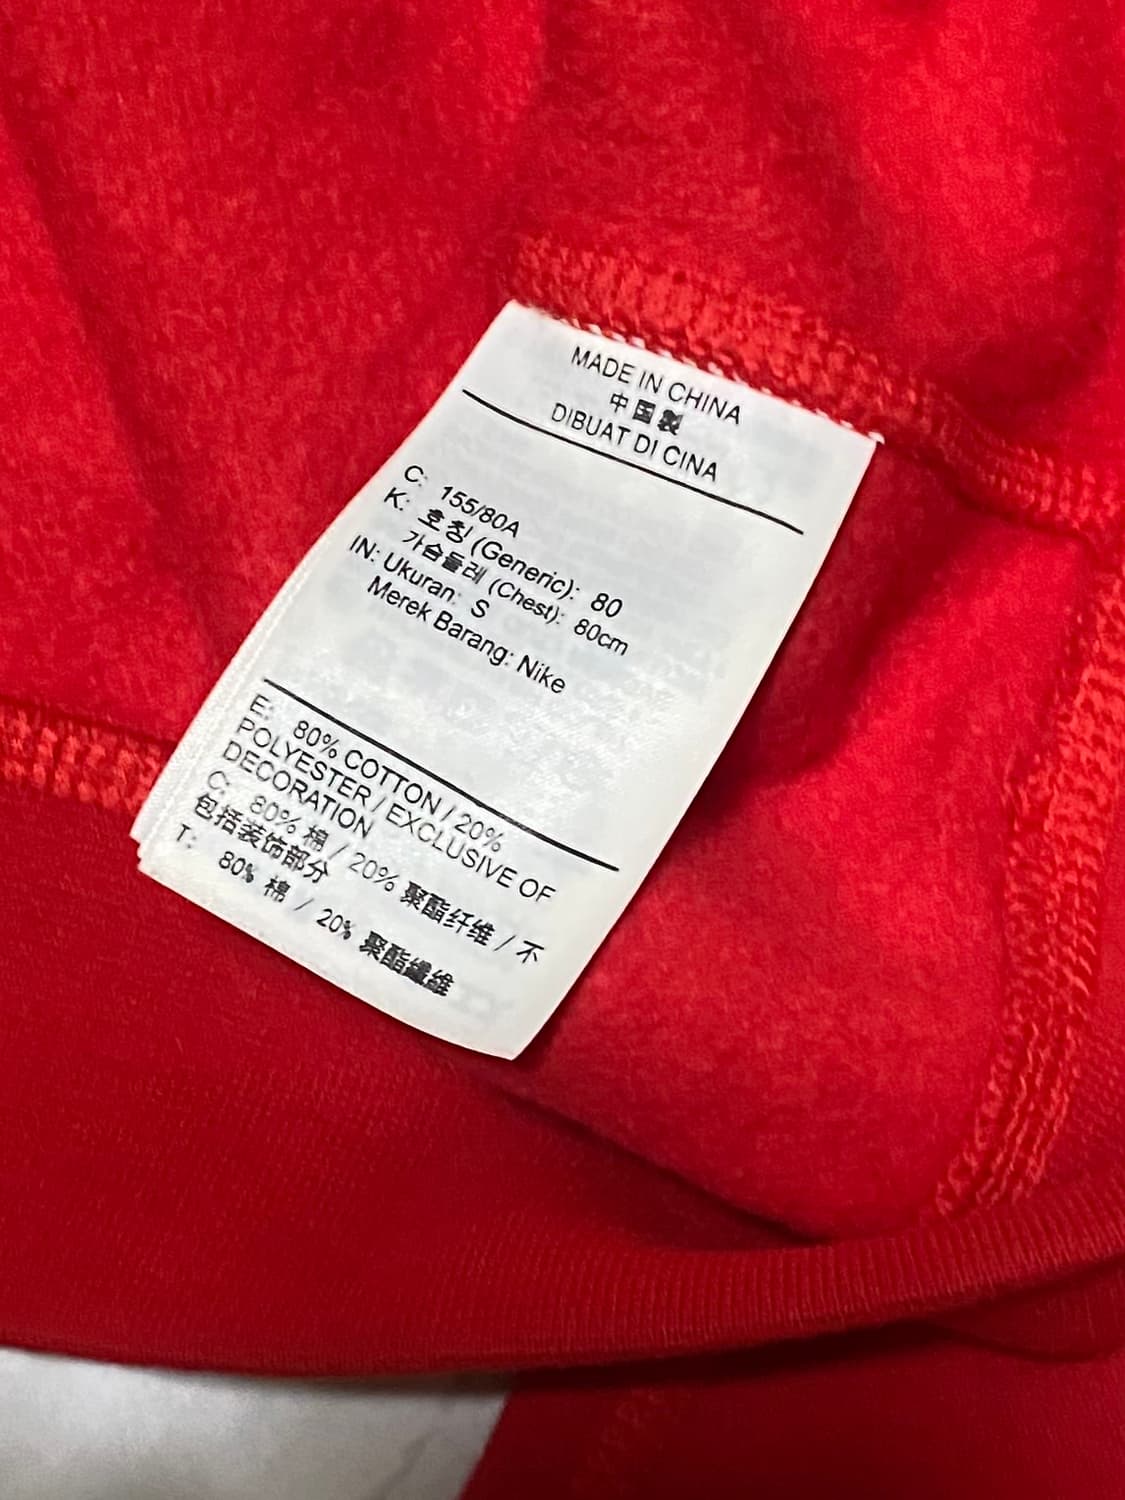 MADE IN CHINA
中国製
DIBUAT DI CINA
C: 155/80A
K: 호칭 (Generic): 80
가슴둘레 (Chest): 80cm
IN: Ukuran: S
Merek Barang: Nike
E: 80% COTTON / 20%
POLYESTER / EXCLUSIVE OF
DECORATION
C: 80% 棉 / 20% 聚酯纤维 / 不
包括装饰部分
T: 80% 棉 / 20% 聚酯纖維